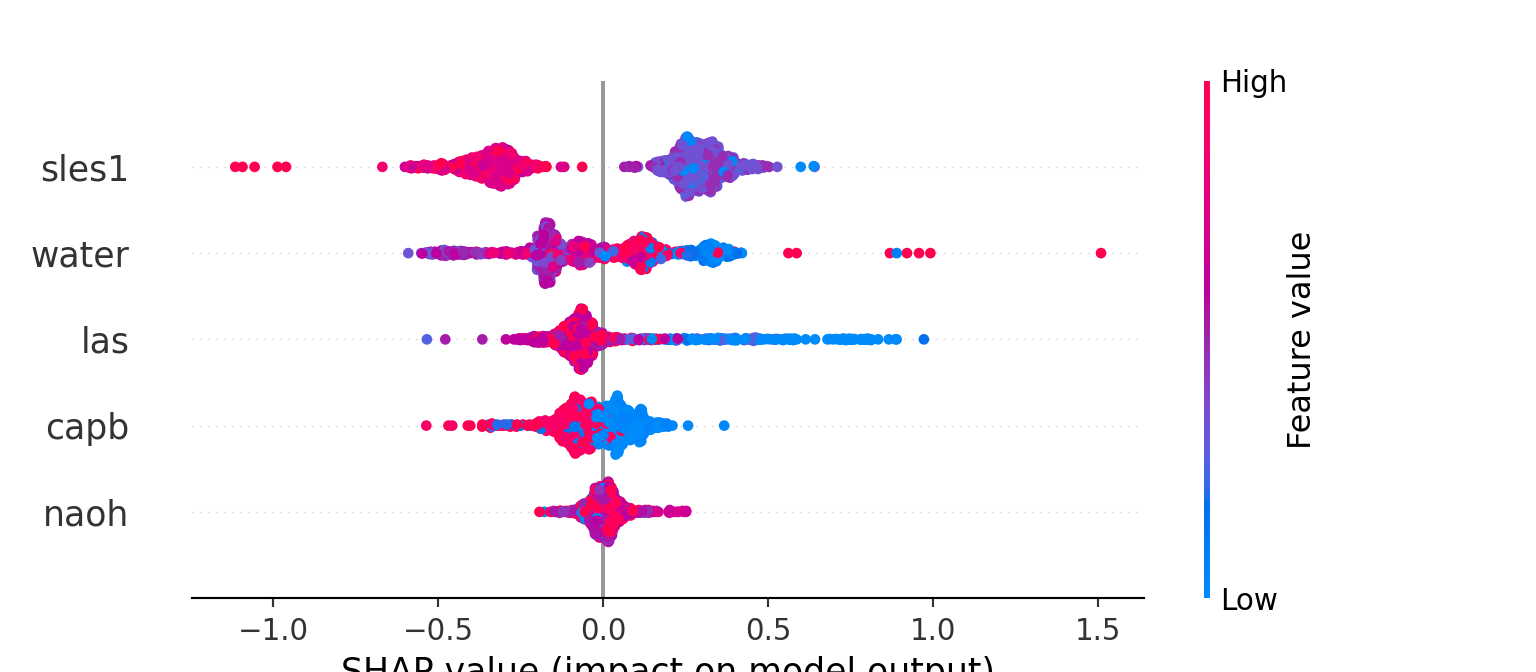 High
sles1
water
las
capb
naoh
Feature value
Low
−1.0
−0.5
0.0
0.5
1.0
1.5
SHAP value (impact on model output)